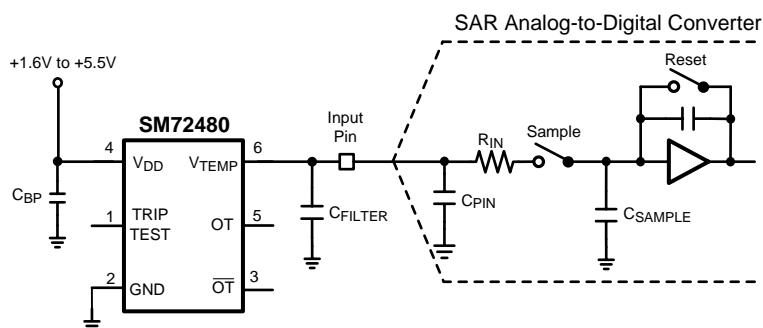 SAR Analog-to-Digital Converter
+1.6V to +5.5V
Reset
SM72480
Input
Pin
RIN
Sample
4
VDD
VTEMP
6
CBP
CFILTER
CPIN
CSAMPLE
1
TRIP
TEST
OT
5
2
GND
OT
3